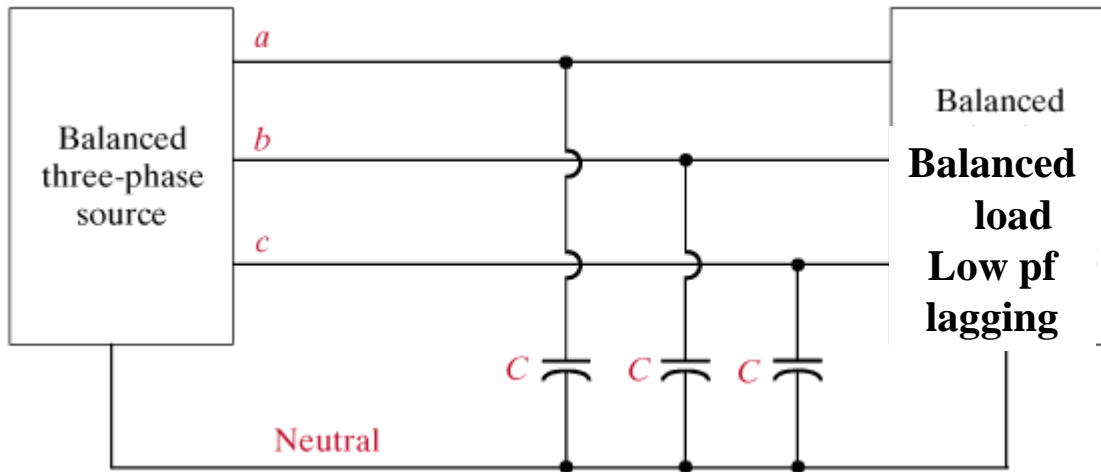 a
Balanced
three-phase
source
b
c
Balanced
Balanced
load
Low pf
lagging
C
C
C
Neutral